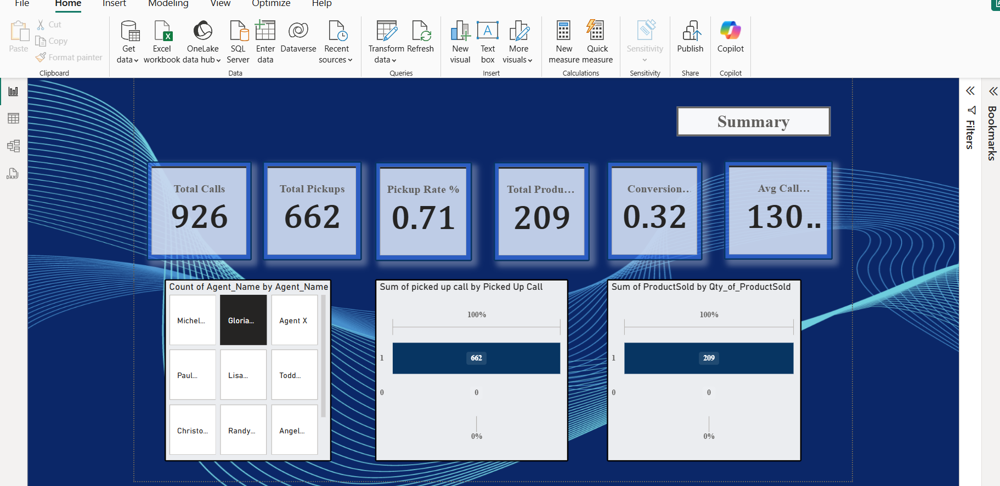 File Home Insert Modeling View Optimize Help
Paste
Cut
Copy
Format painter
Clipboard
Get data
Excel workbook
OneLake data hub
SQL Server
Enter data
Dataverse
Recent sources
Data
Transform data
Refresh
Queries
New visual
Text box
More visuals
Insert
New measure
Quick measure
Calculations
Sensitivity
Sensitivity
Publish
Share
Copilot
Copilot
DAX
Filters
Bookmarks
Summary
Total Calls
926
Total Pickups
662
Pickup Rate %
0.71
Total Produ...
209
Conversion...
0.32
Avg Call...
130..
Count of Agent_Name by Agent_Name
Michel...
Gloria...
Agent X
Paul...
Lisa...
Todd...
Christo...
Randy...
Angel...
Sum of picked up call by Picked Up Call
100%
1
662
0
0
0%
Sum of ProductSold by Qty_of_ProductSold
100%
1
209
0
0
0%